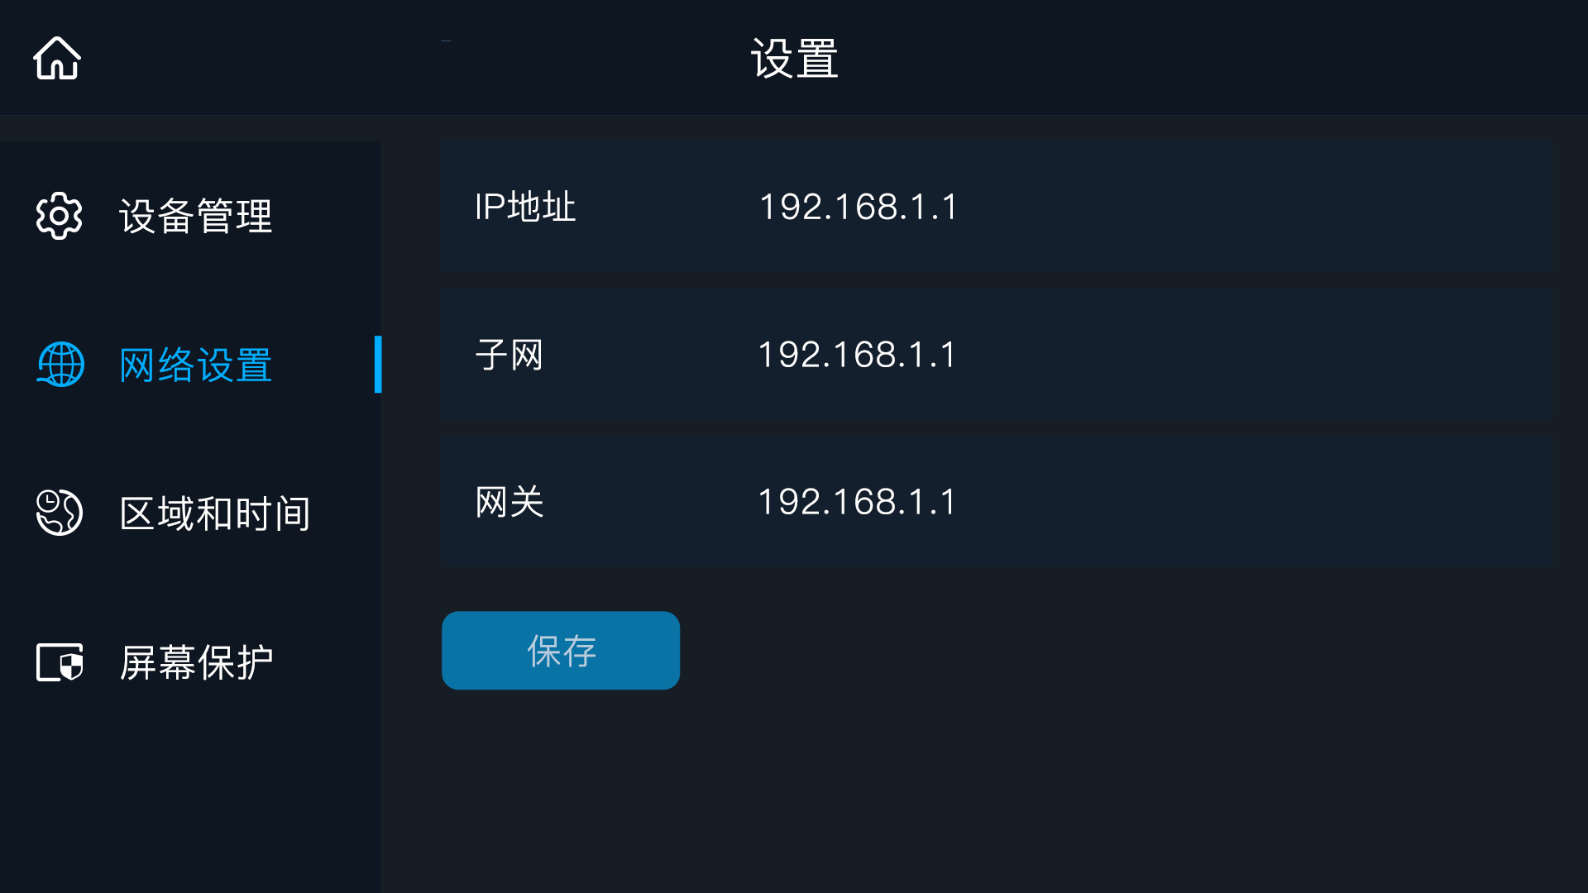 设置
设备管理
网络设置
区域和时间
屏幕保护
IP地址 192.168.1.1
子网 192.168.1.1
网关 192.168.1.1
保存